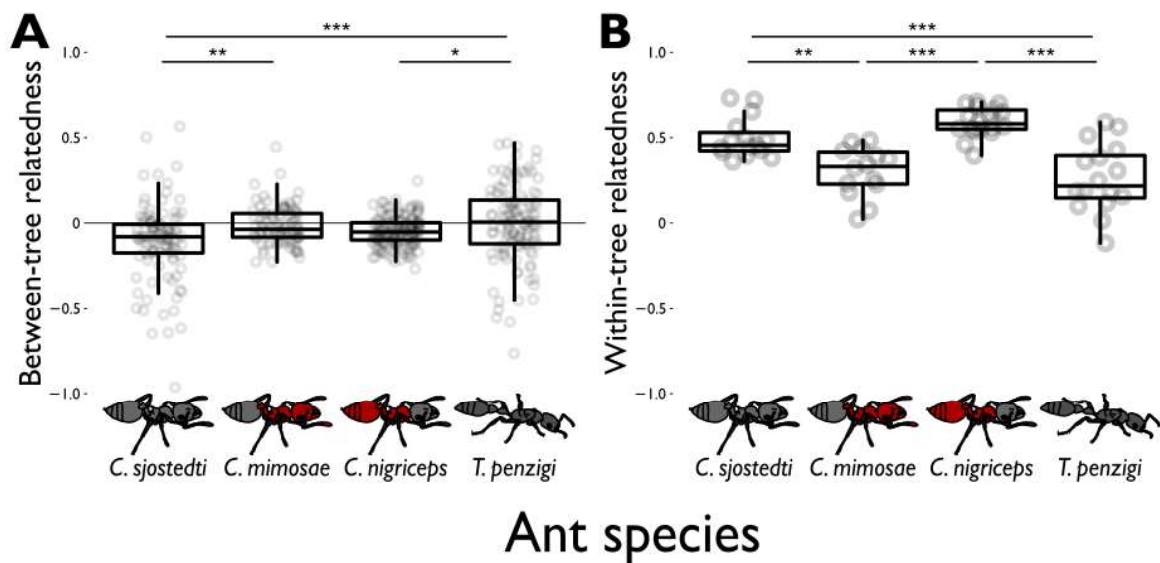 A
B
***
***
**
*
**
***
***
1.0
0.5
0
−0.5
−1.0
Between-tree relatedness
1.0
0.5
0
−0.5
−1.0
Within-tree relatedness
C. sjostedti C. mimosae C. nigriceps T. penzigi
C. sjostedti C. mimosae C. nigriceps T. penzigi
Ant species